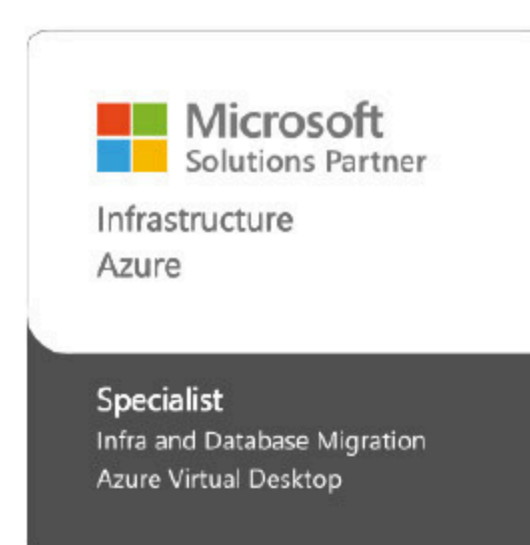 Microsoft
Solutions Partner
Infrastructure
Azure
Specialist
Infra and Database Migration
Azure Virtual Desktop